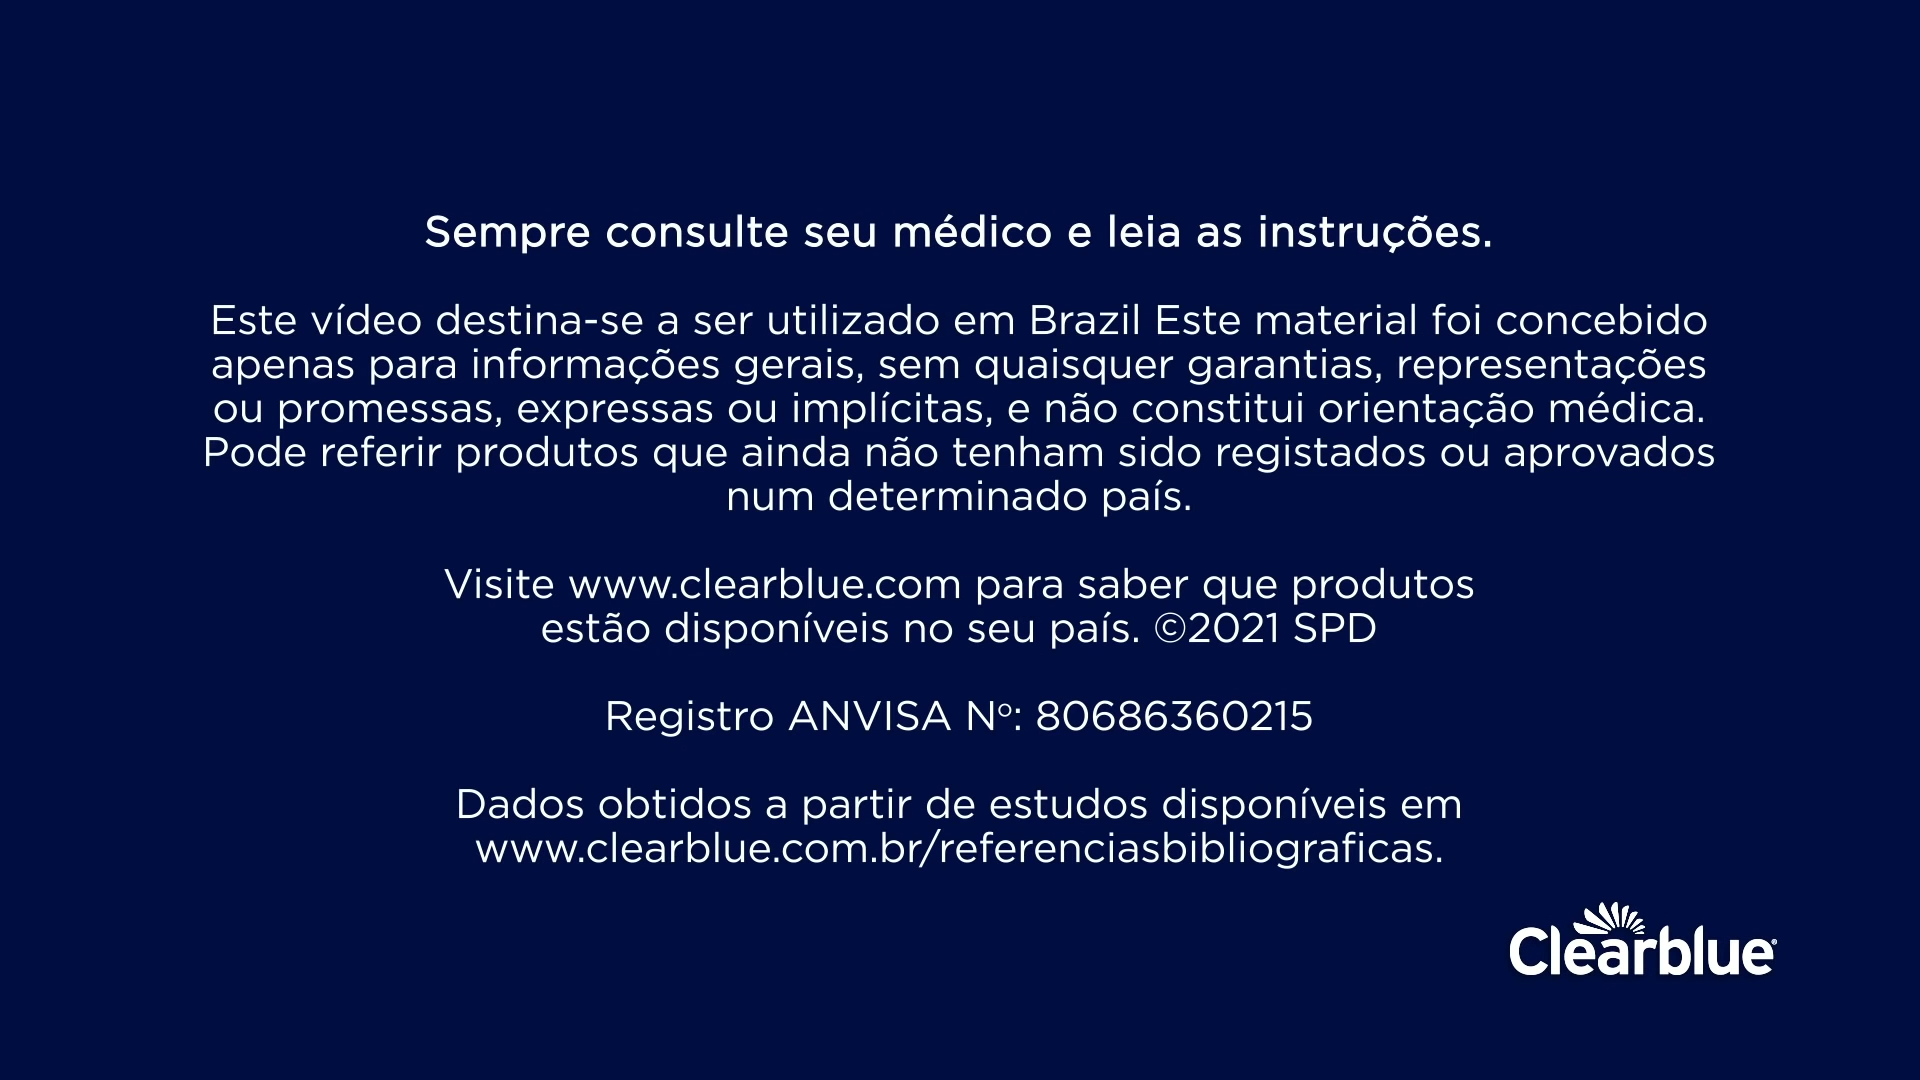 Sempre consulte seu médico e leia as instruções.
Este vídeo destina-se a ser utilizado em Brazil Este material foi concebido
apenas para informações gerais, sem quaisquer garantias, representações
ou promessas, expressas ou implícitas, e não constitui orientação médica.
Pode referir produtos que ainda não tenham sido registados ou aprovados
num determinado país.
Visite www.clearblue.com para saber que produtos
estão disponíveis no seu país. ©2021 SPD
Registro ANVISA Nº: 80686360215
Dados obtidos a partir de estudos disponíveis em
www.clearblue.com.br/referenciasbibliograficas.
Clearblue®